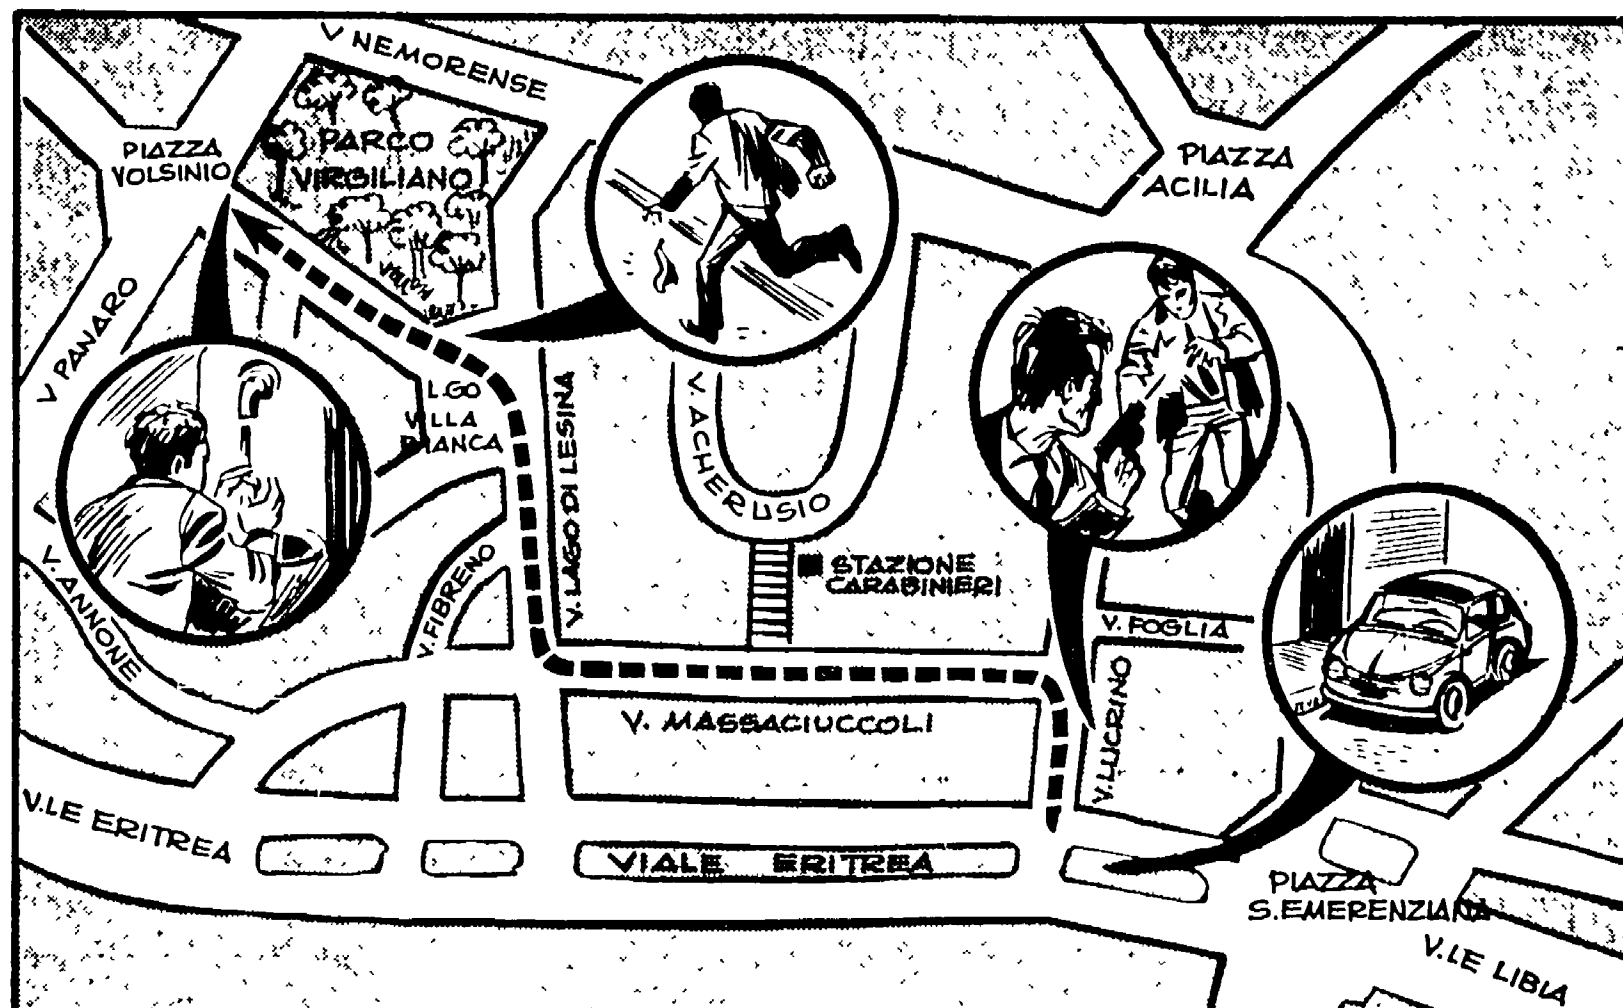 V NEMORENSE
PARCO
VIRGILIANO
PIAZZA
VOLSINIO
PIAZZA
ACILIA
V PANARO
L.GO
VILLA
BIANCA
V. LAGO DI LESINA
V. ACHERUSIO
STAZIONE
CARABINIERI
V. ANNONE
V. FIBRENO
V. FOGLIA
V. LUCRINO
V. MASSACIUCCOLI
V.LE ERITREA
VIALE ERITREA
PIAZZA
S.EMERENZIANA
V.LE LIBIA